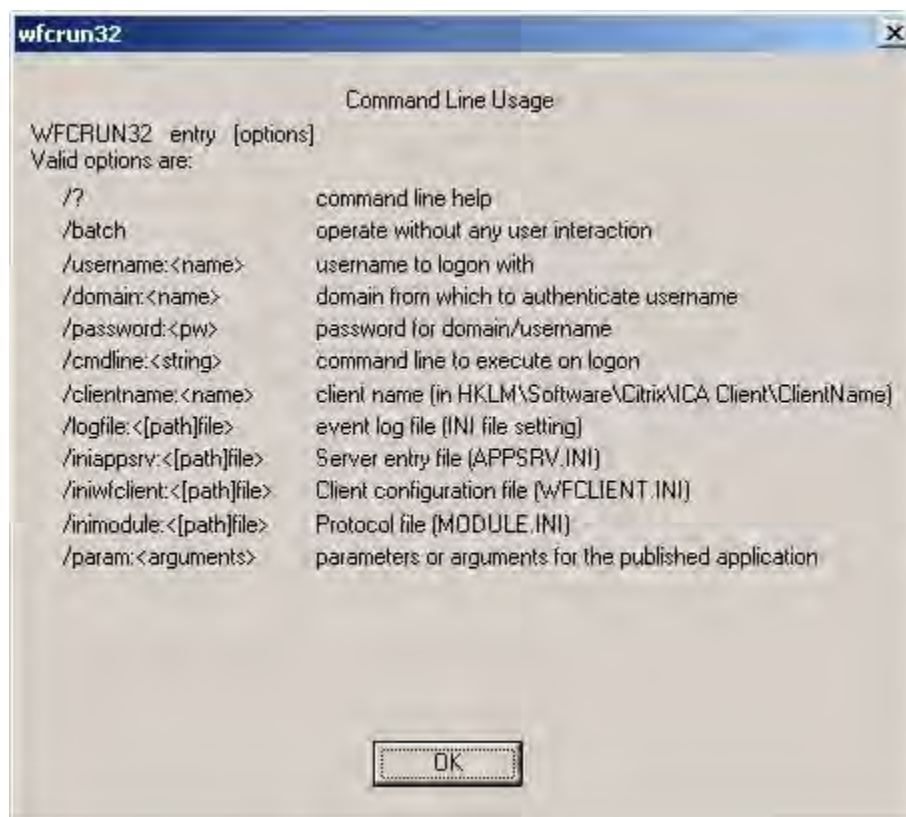 wfcrun32
Command Line Usage
WFCRUN32 entry [options]
Valid options are:
/? command line help
/batch operate without any user interaction
/username:<name> username to logon with
/domain:<name> domain from which to authenticate username
/password:<pw> password for domain/username
/cmdline:<string> command line to execute on logon
/clientname:<name> client name (in HKLM\Software\Citrix\ICA Client\ClientName)
/logfile:<[path]file> event log file (INI file setting)
/iniappsrv:<[path]file> Server entry file (APPSRV.INI)
/iniwfclient:<[path]file> Client configuration file (WFCLIENT.INI)
/inimodule:<[path]file> Protocol file (MODULE.INI)
/param:<arguments> parameters or arguments for the published application
OK